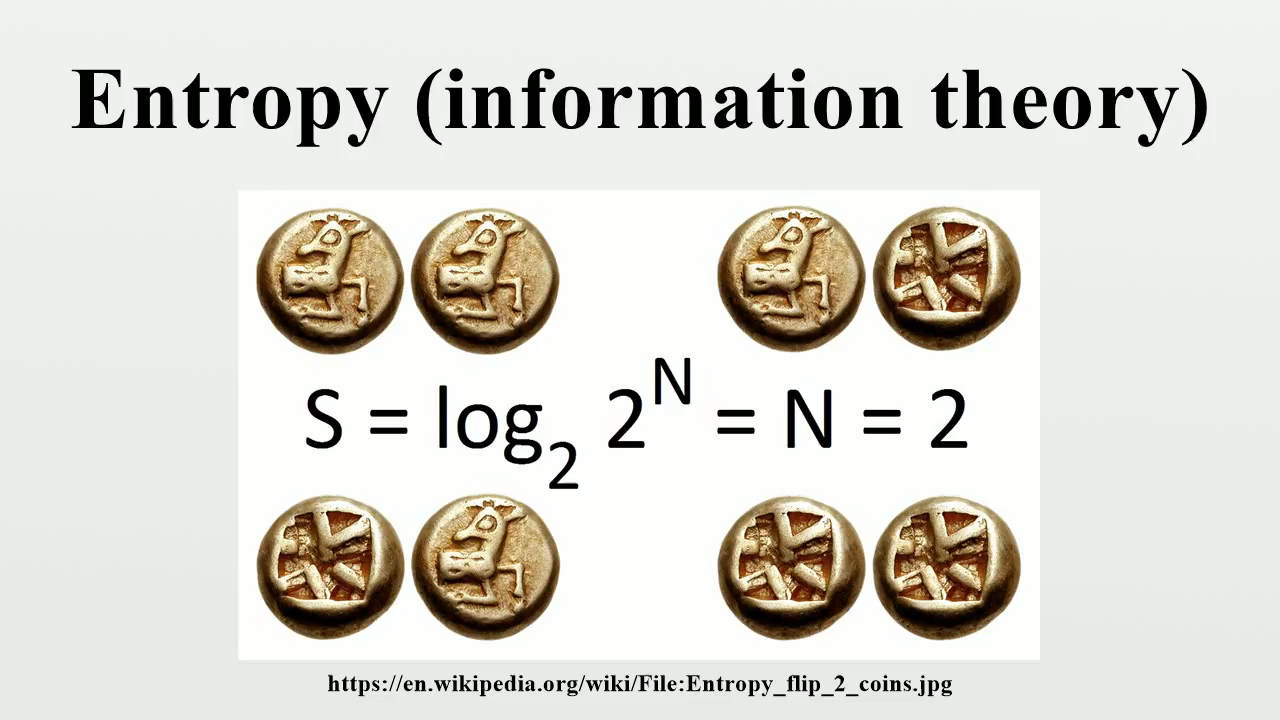 Entropy (information theory)
S = log₂ 2ᴺ = N = 2
https://en.wikipedia.org/wiki/File:Entropy_flip_2_coins.jpg